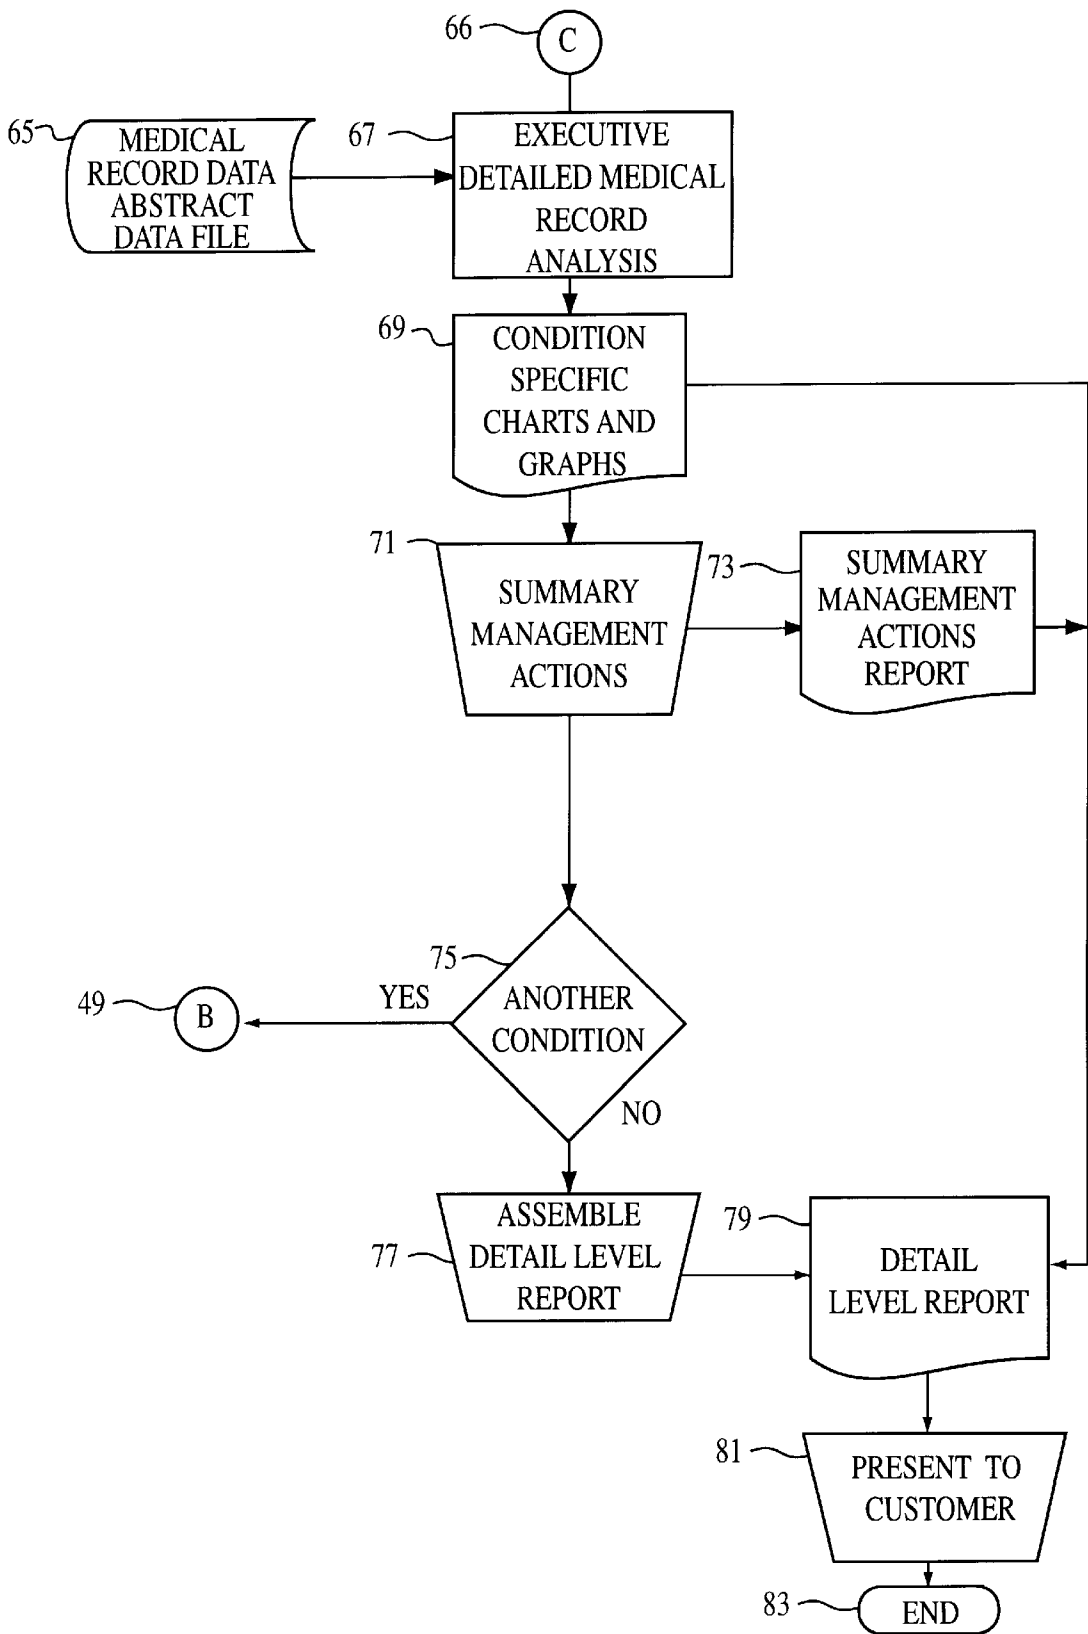 66
C
65
MEDICAL
RECORD DATA
ABSTRACT
DATA FILE
67
EXECUTIVE
DETAILED MEDICAL
RECORD
ANALYSIS
69
CONDITION
SPECIFIC
CHARTS AND
GRAPHS
71
SUMMARY
MANAGEMENT
ACTIONS
73
SUMMARY
MANAGEMENT
ACTIONS
REPORT
75
ANOTHER
CONDITION
YES
49
B
NO
77
ASSEMBLE
DETAIL LEVEL
REPORT
79
DETAIL
LEVEL REPORT
81
PRESENT TO
CUSTOMER
83
END